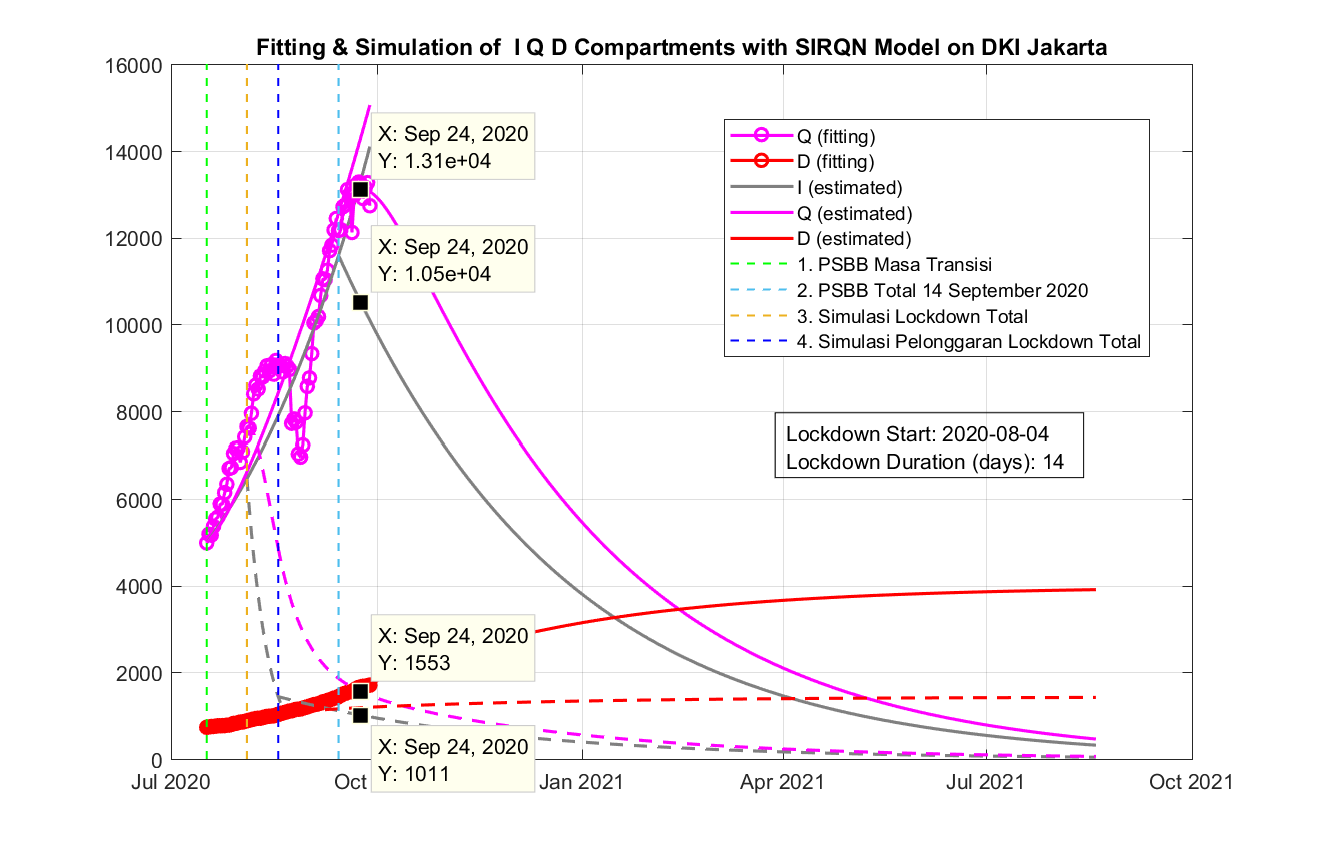 Fitting & Simulation of I Q D Compartments with SIRQN Model on DKI Jakarta
16000
14000
12000
10000
8000
6000
4000
2000
0
X: Sep 24, 2020
Y: 1.31e+04
X: Sep 24, 2020
Y: 1.05e+04
X: Sep 24, 2020
Y: 1553
X: Sep 24, 2020
Y: 1011
Q (fitting)
D (fitting)
I (estimated)
Q (estimated)
D (estimated)
1. PSBB Masa Transisi
2. PSBB Total 14 September 2020
3. Simulasi Lockdown Total
4. Simulasi Pelonggaran Lockdown Total
Lockdown Start: 2020-08-04
Lockdown Duration (days): 14
Jul 2020
Oct
Jan 2021
Apr 2021
Jul 2021
Oct 2021